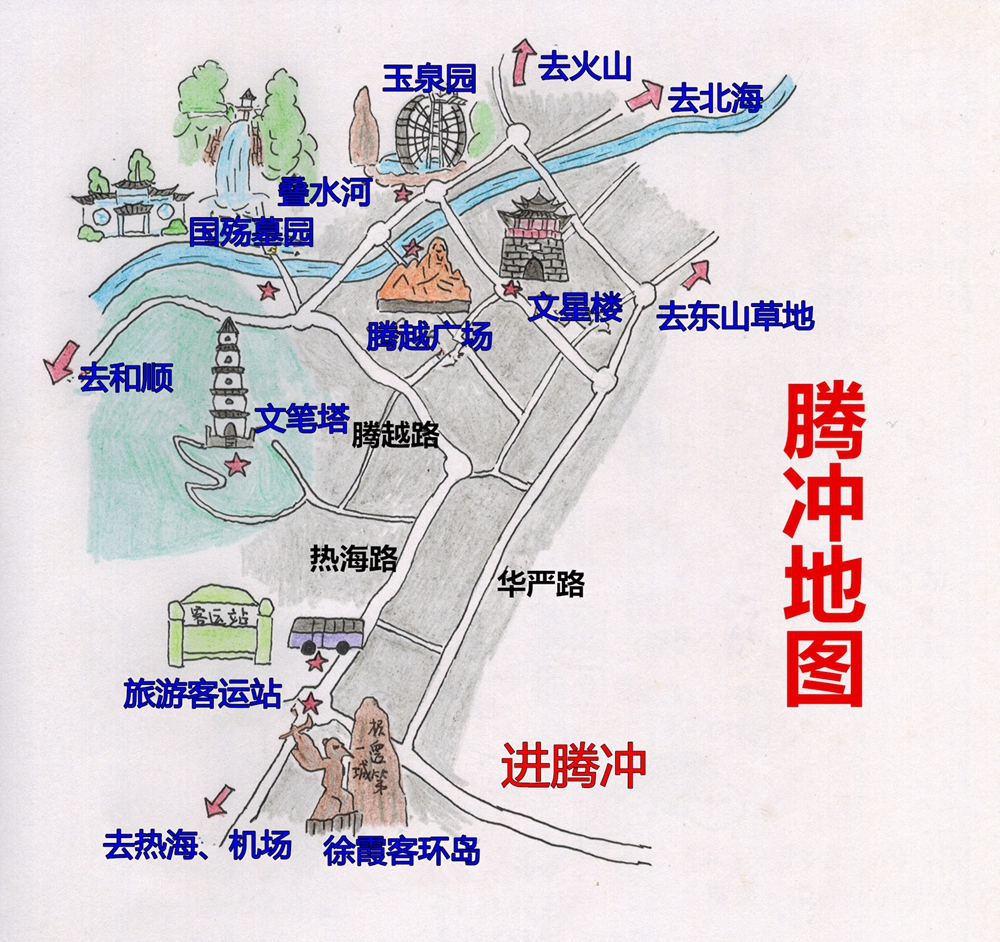 去火山
玉泉园
去北海
叠水河
国殇墓园
文星楼
去东山草地
腾越广场
去和顺
文笔塔
腾越路
腾冲地图
热海路
华严路
客运站
旅游客运站
极边第一城
进腾冲
去热海、机场
徐霞客环岛